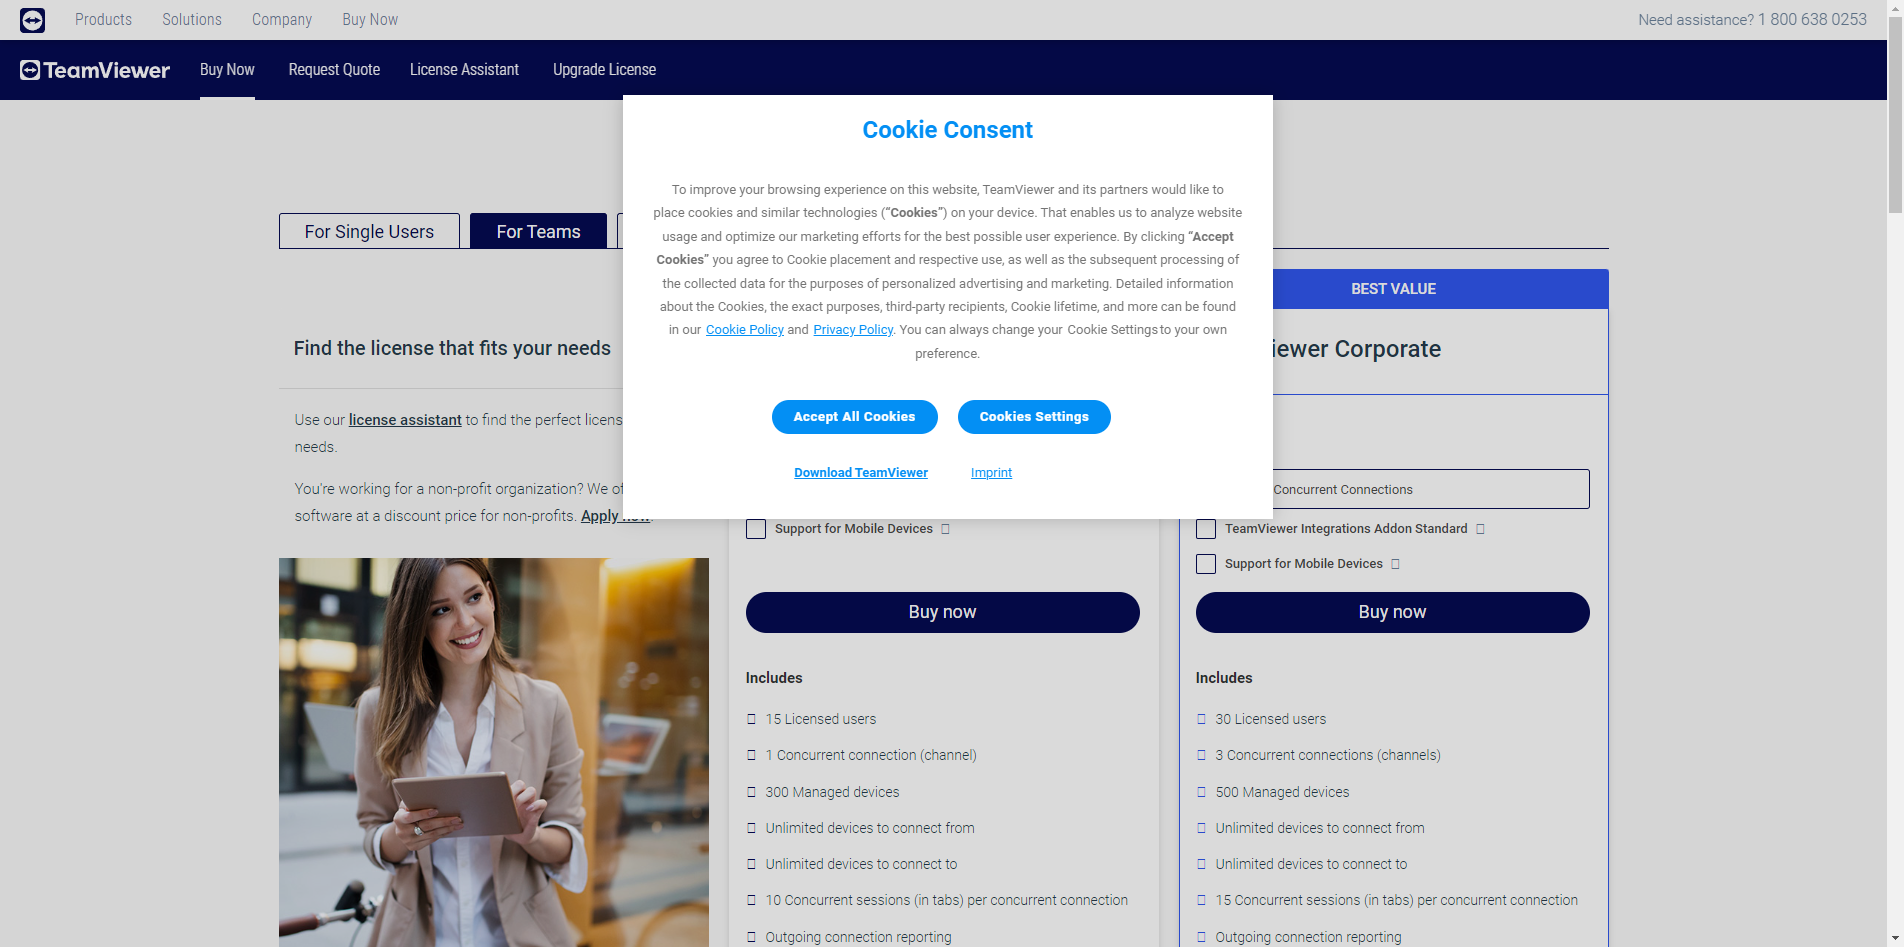 Products Solutions Company Buy Now Need assistance? 1 800 638 0253
TeamViewer Buy Now Request Quote License Assistant Upgrade License
Cookie Consent
To improve your browsing experience on this website, TeamViewer and its partners would like to
place cookies and similar technologies (“Cookies”) on your device. That enables us to analyze website
usage and optimize our marketing efforts for the best possible user experience. By clicking “Accept
Cookies” you agree to Cookie placement and respective use, as well as the subsequent processing of
the collected data for the purposes of personalized advertising and marketing. Detailed information
about the Cookies, the exact purposes, third-party recipients, Cookie lifetime, and more can be found
in our Cookie Policy and Privacy Policy. You can always change your Cookie Settings to your own
preference.
Accept All Cookies Cookies Settings
Download TeamViewer Imprint
For Single Users For Teams
Find the license that fits your needs
Use our license assistant to find the perfect licens
needs.
You're working for a non-profit organization? We of
software at a discount price for non-profits. Apply now.
Support for Mobile Devices
Buy now
Includes
15 Licensed users
1 Concurrent connection (channel)
300 Managed devices
Unlimited devices to connect from
Unlimited devices to connect to
10 Concurrent sessions (in tabs) per concurrent connection
Outgoing connection reporting
BEST VALUE
iewer Corporate
Concurrent Connections
TeamViewer Integrations Addon Standard
Support for Mobile Devices
Buy now
Includes
30 Licensed users
3 Concurrent connections (channels)
500 Managed devices
Unlimited devices to connect from
Unlimited devices to connect to
15 Concurrent sessions (in tabs) per concurrent connection
Outgoing connection reporting